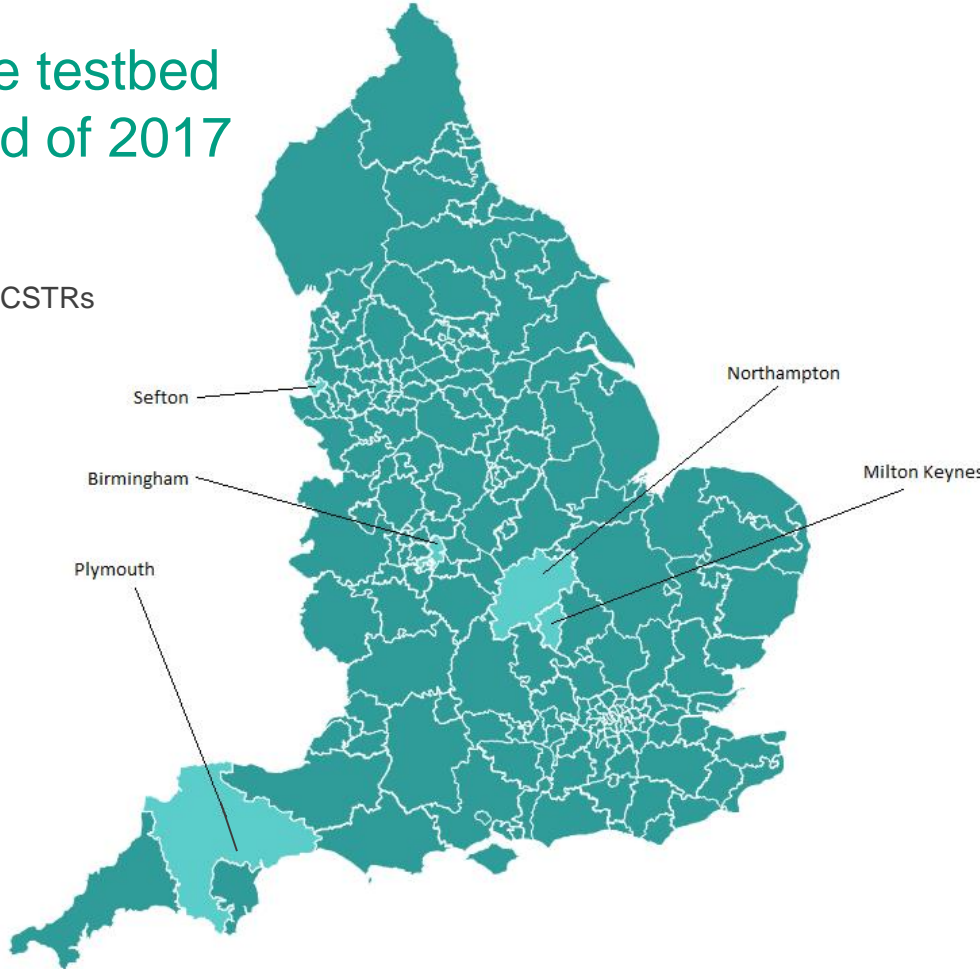 e testbed
d of 2017
CSTRs
Northampton
Sefton
Milton Keynes
Birmingham
Plymouth